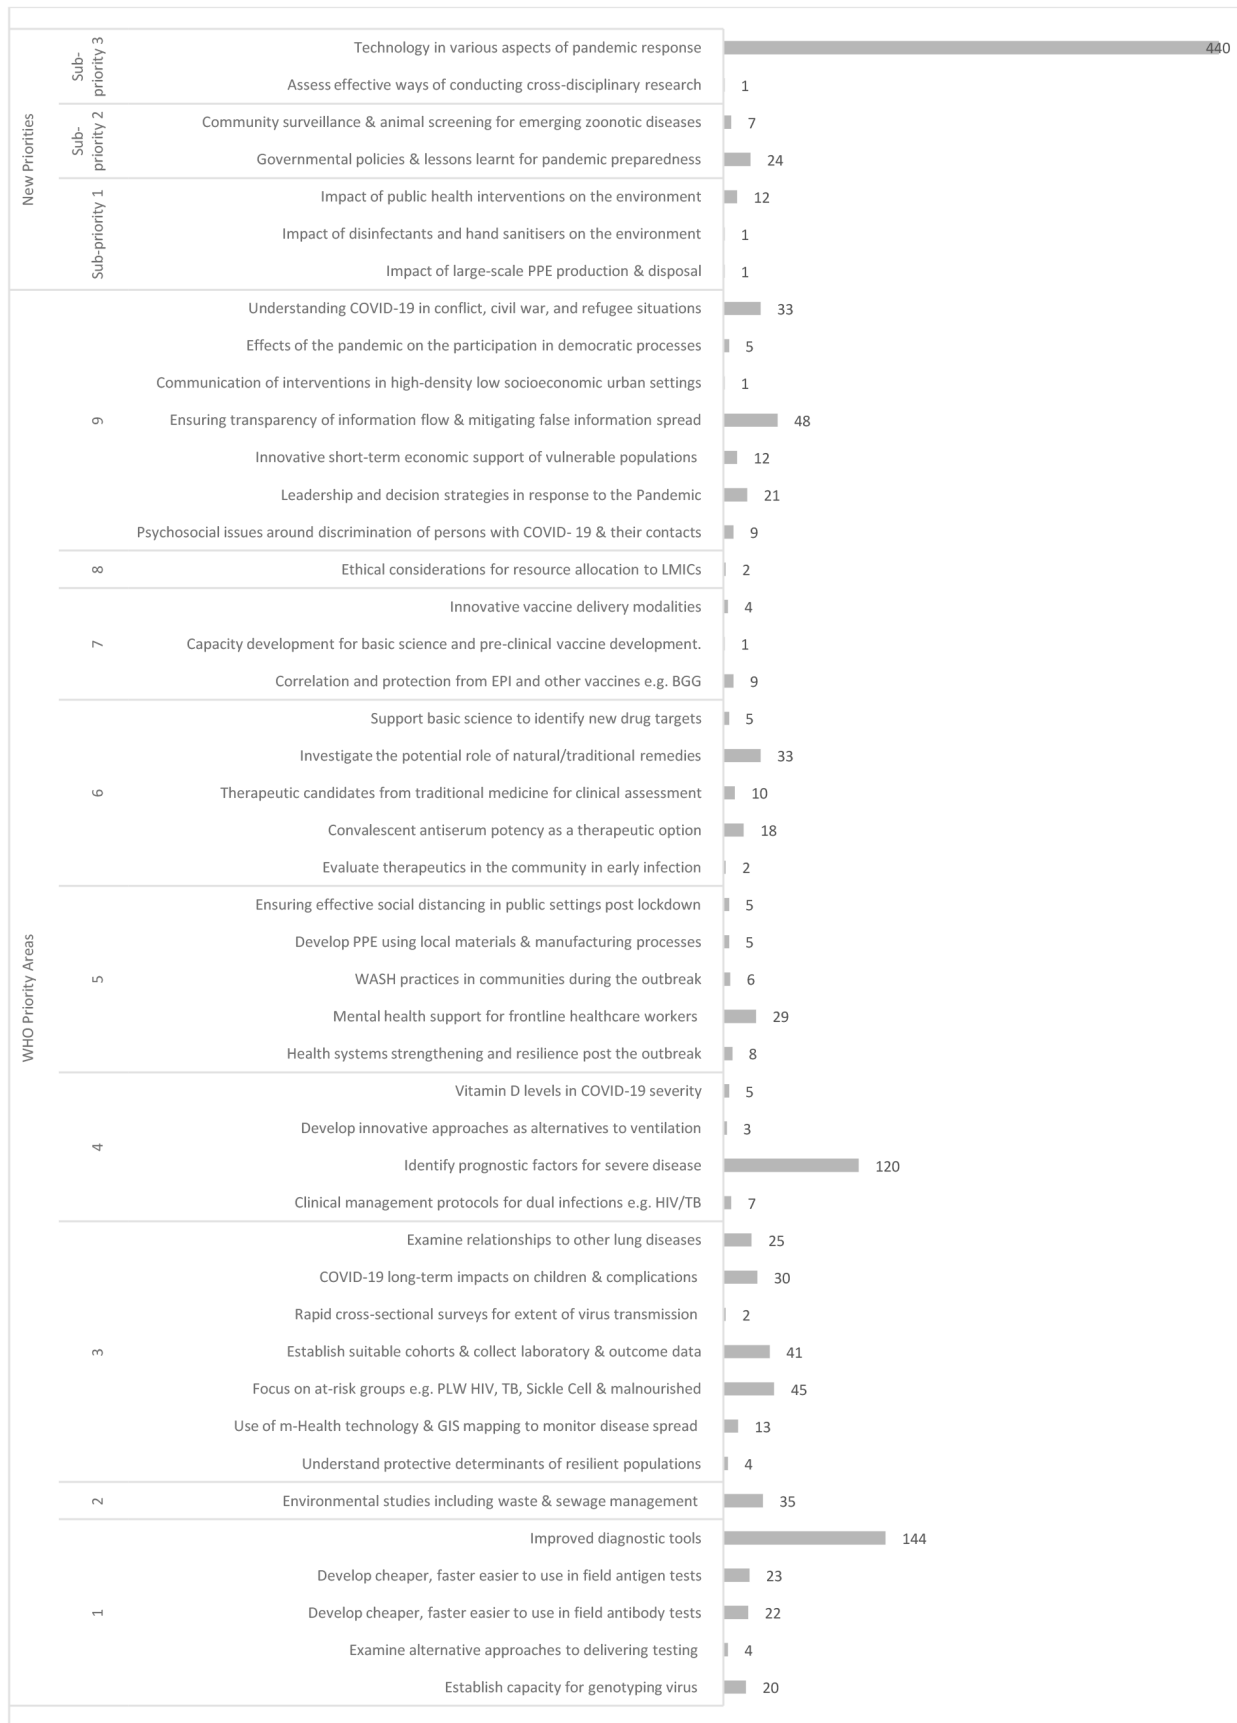 New Priorities
Sub-
priority 3
Technology in various aspects of pandemic response 440
Assess effective ways of conducting cross-disciplinary research 1
Sub-
priority 2
Community surveillance & animal screening for emerging zoonotic diseases 7
Governmental policies & lessons learnt for pandemic preparedness 24
Sub-priority 1
Impact of public health interventions on the environment 12
Impact of disinfectants and hand sanitisers on the environment 1
Impact of large-scale PPE production & disposal 1
WHO Priority Areas
9
Understanding COVID-19 in conflict, civil war, and refugee situations 33
Effects of the pandemic on the participation in democratic processes 5
Communication of interventions in high-density low socioeconomic urban settings 1
Ensuring transparency of information flow & mitigating false information spread 48
Innovative short-term economic support of vulnerable populations 12
Leadership and decision strategies in response to the Pandemic 21
Psychosocial issues around discrimination of persons with COVID- 19 & their contacts 9
8
Ethical considerations for resource allocation to LMICs 2
7
Innovative vaccine delivery modalities 4
Capacity development for basic science and pre-clinical vaccine development. 1
Correlation and protection from EPI and other vaccines e.g. BGG 9
6
Support basic science to identify new drug targets 5
Investigate the potential role of natural/traditional remedies 33
Therapeutic candidates from traditional medicine for clinical assessment 10
Convalescent antiserum potency as a therapeutic option 18
Evaluate therapeutics in the community in early infection 2
5
Ensuring effective social distancing in public settings post lockdown 5
Develop PPE using local materials & manufacturing processes 5
WASH practices in communities during the outbreak 6
Mental health support for frontline healthcare workers 29
Health systems strengthening and resilience post the outbreak 8
4
Vitamin D levels in COVID-19 severity 5
Develop innovative approaches as alternatives to ventilation 3
Identify prognostic factors for severe disease 120
Clinical management protocols for dual infections e.g. HIV/TB 7
3
Examine relationships to other lung diseases 25
COVID-19 long-term impacts on children & complications 30
Rapid cross-sectional surveys for extent of virus transmission 2
Establish suitable cohorts & collect laboratory & outcome data 41
Focus on at-risk groups e.g. PLW HIV, TB, Sickle Cell & malnourished 45
Use of m-Health technology & GIS mapping to monitor disease spread 13
Understand protective determinants of resilient populations 4
2
Environmental studies including waste & sewage management 35
1
Improved diagnostic tools 144
Develop cheaper, faster easier to use in field antigen tests 23
Develop cheaper, faster easier to use in field antibody tests 22
Examine alternative approaches to delivering testing 4
Establish capacity for genotyping virus 20